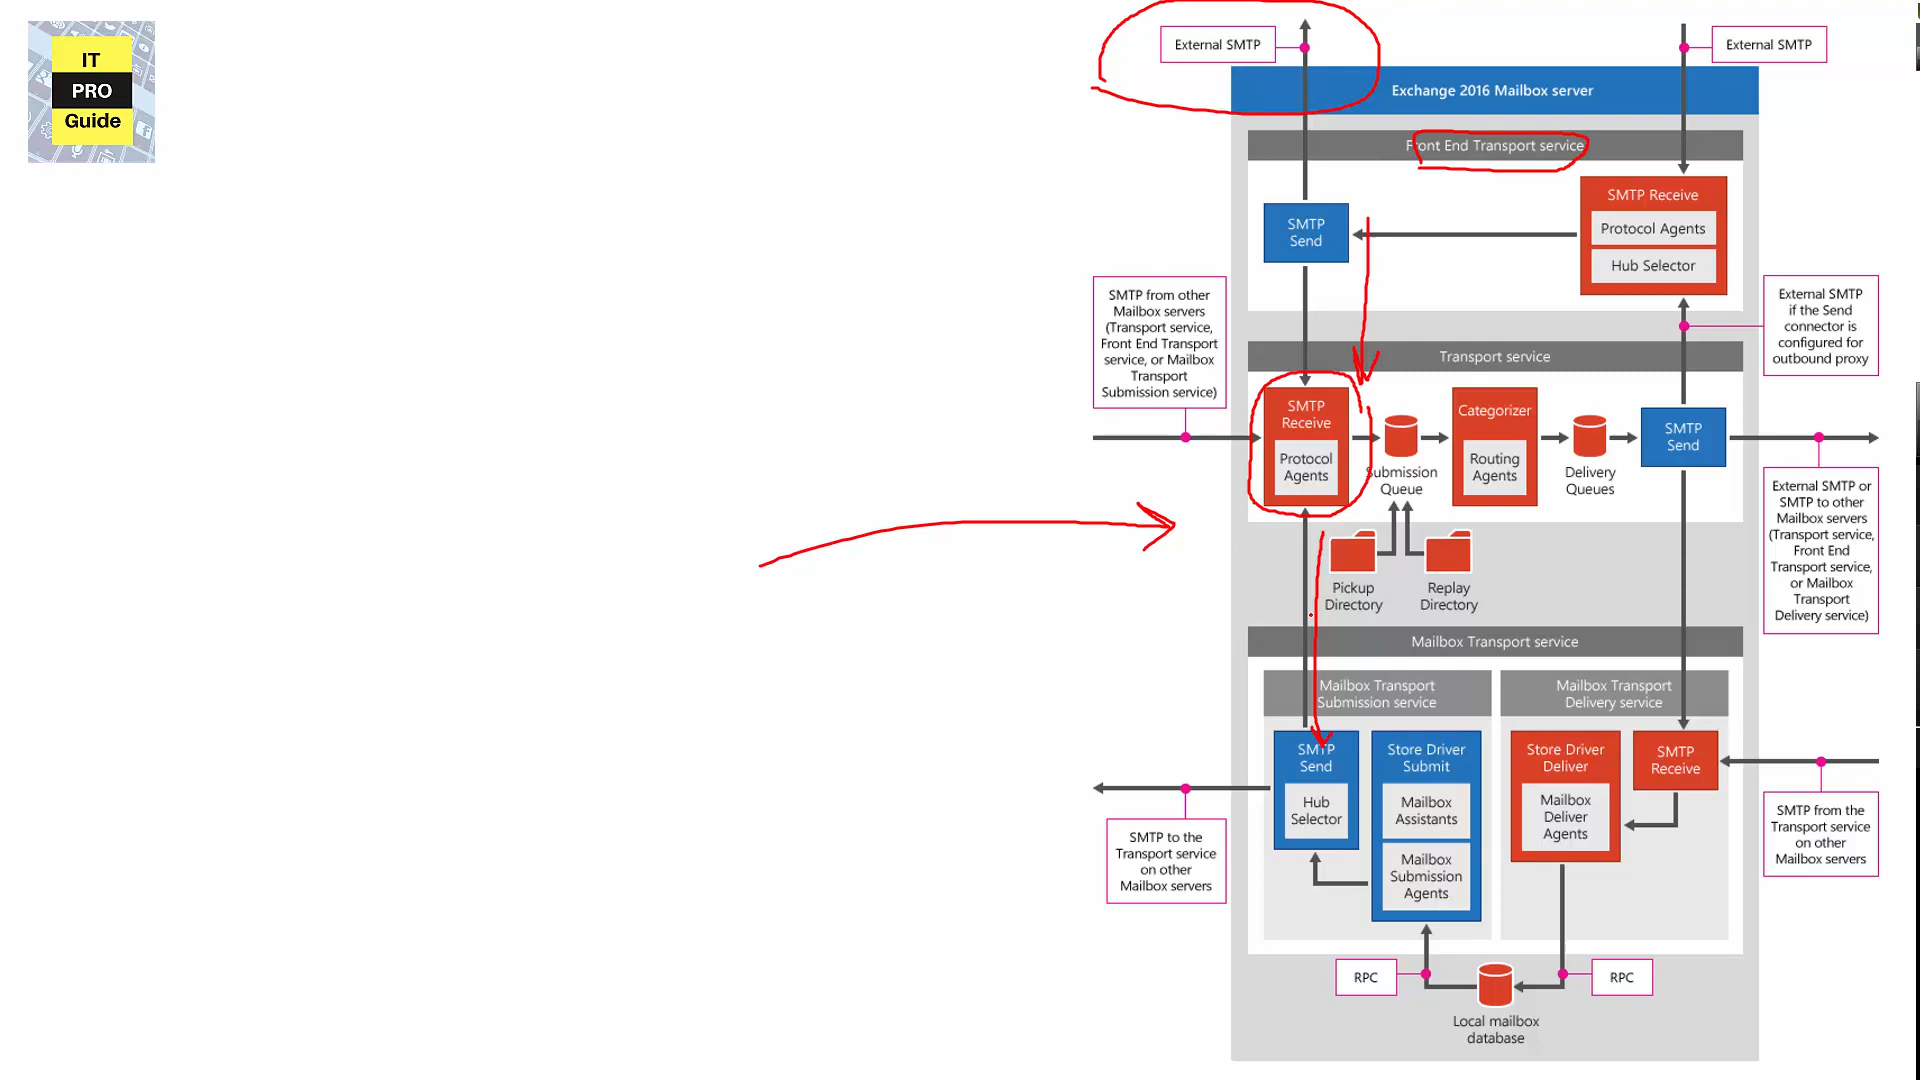 IT
PRO
Guide
External SMTP
External SMTP
Exchange 2016 Mailbox server
Front End Transport service
SMTP
Send
SMTP Receive
Protocol Agents
Hub Selector
SMTP from other
Mailbox servers
(Transport service,
Front End Transport
service, or Mailbox
Transport
Submission service)
External SMTP
if the Send
connector is
configured for
outbound proxy
Transport service
SMTP
Receive
Protocol
Agents
Submission
Queue
Categorizer
Routing
Agents
Delivery
Queues
SMTP
Send
External SMTP or
SMTP to other
Mailbox servers
(Transport service,
Front End
Transport service,
or Mailbox
Transport
Delivery service)
Pickup
Directory
Replay
Directory
Mailbox Transport service
Mailbox Transport
Submission service
Mailbox Transport
Delivery service
SMTP
Send
Hub
Selector
Store Driver
Submit
Mailbox
Assistants
Mailbox
Submission
Agents
Store Driver
Deliver
Mailbox
Deliver
Agents
SMTP
Receive
SMTP to the
Transport service
on other
Mailbox servers
SMTP from the
Transport service
on other
Mailbox servers
RPC
RPC
Local mailbox
database